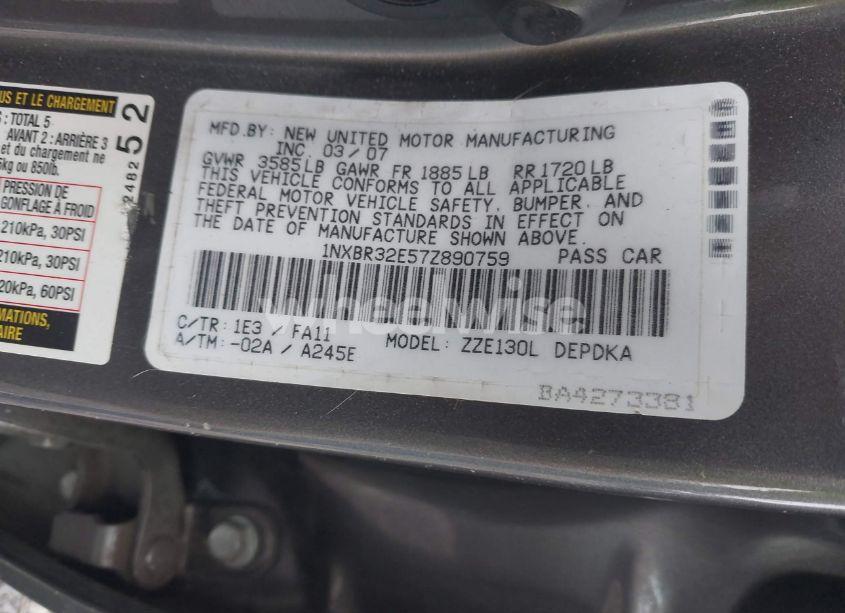 US ET LE CHARGEMENT
: TOTAL 5
AVANT 2 : ARRIÈRE 3
et du chargement ne
kg ou 850lb.
PRESSION DE
GONFLAGE À FROID
210kPa, 30PSI
210kPa, 30PSI
20kPa, 60PSI
MATIONS,
AIRE
52
MFD.BY: NEW UNITED MOTOR MANUFACTURING
INC. 03/07
GVWR 3585LB GAWR FR 1885LB RR 1720LB
THIS VEHICLE CONFORMS TO ALL APPLICABLE
FEDERAL MOTOR VEHICLE SAFETY, BUMPER, AND
THEFT PREVENTION STANDARDS IN EFFECT ON
THE DATE OF MANUFACTURE SHOWN ABOVE.
1NXBR32E57Z890759 PASS CAR
wheelwise
C/TR: 1E3 / FA11
A/TM: -02A / A245E MODEL: ZZE130L DEPDKA
BA4273381